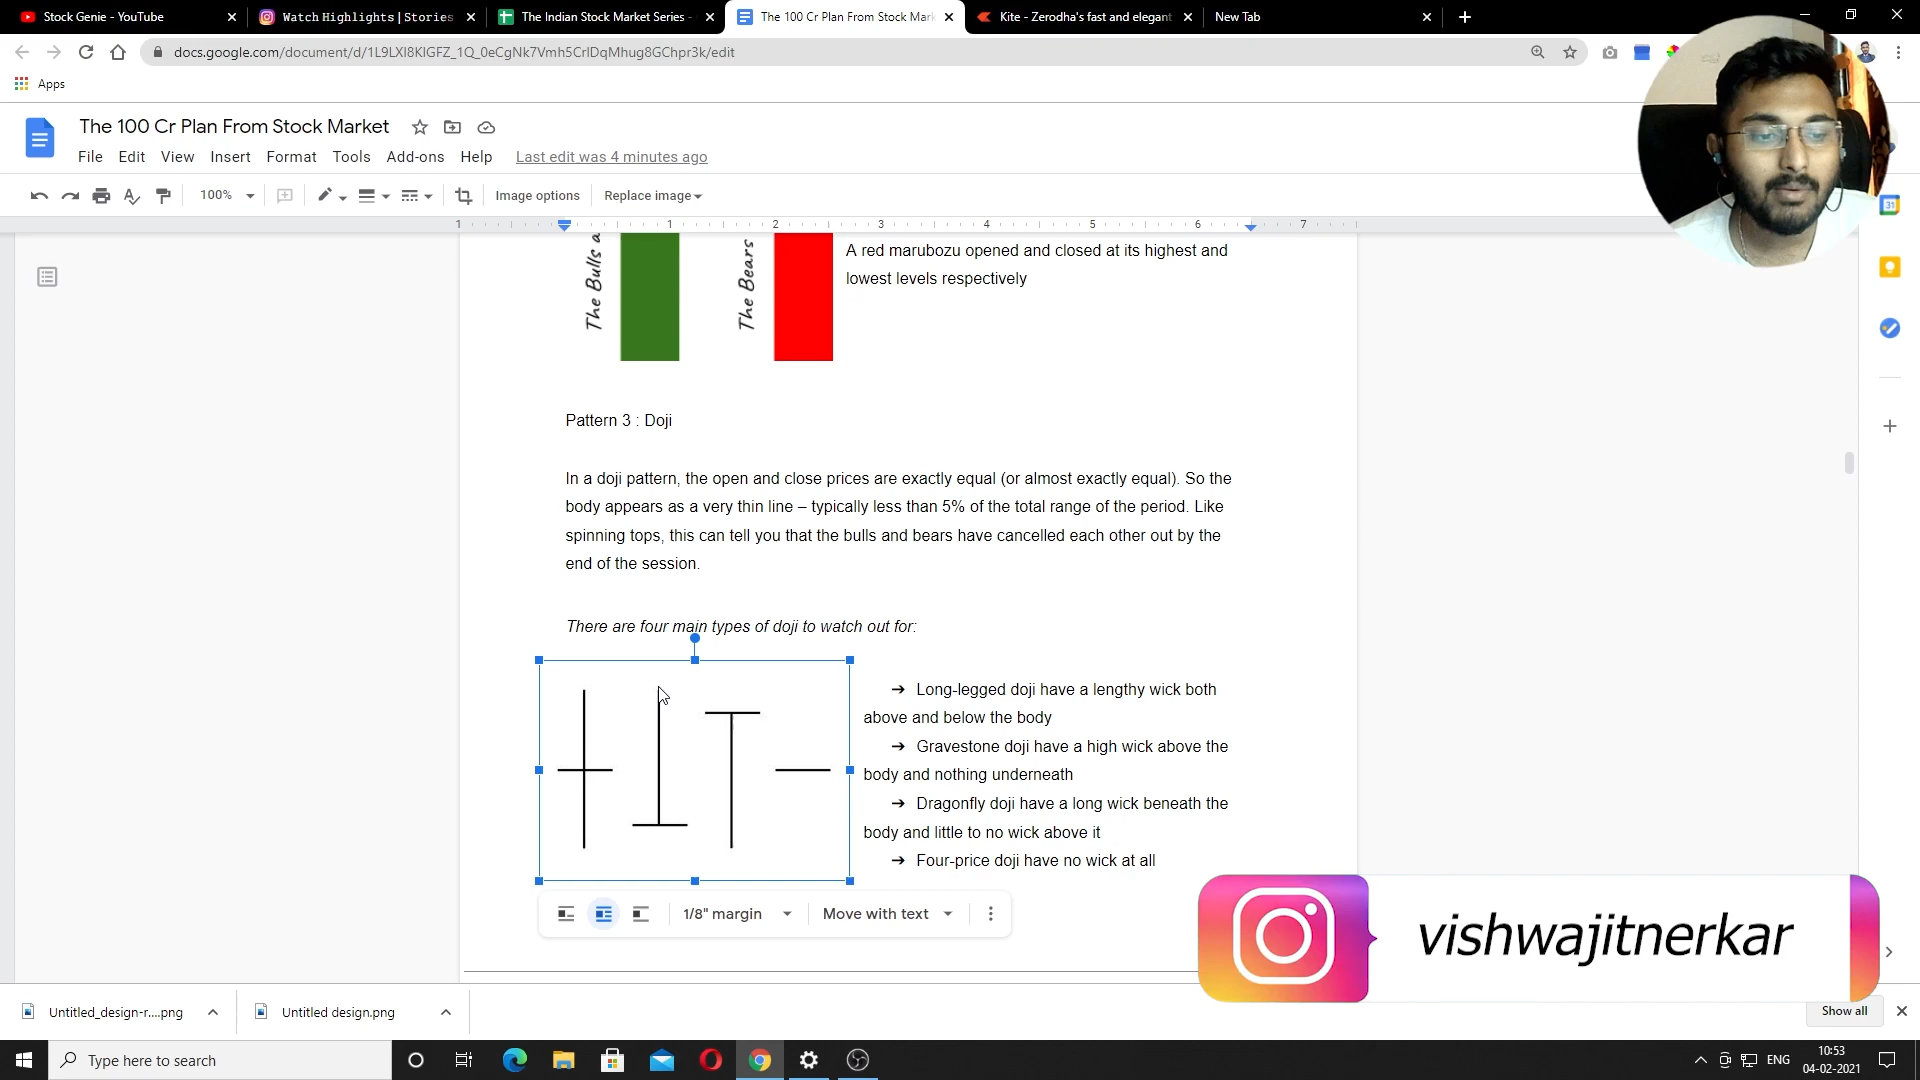 Stock Genie - YouTube
Watch Highlights | Stories
The Indian Stock Market Series -
The 100 Cr Plan From Stock Mark
Kite - Zerodha's fast and elegant
New Tab
Apps
The 100 Cr Plan From Stock Market
File Edit View Insert Format Tools Add-ons Help Last edit was 4 minutes ago
100% Image options Replace image
1 1 2 3 4 5 6 7
31
The Bulls a
The Bears
A red marubozu opened and closed at its highest and
lowest levels respectively
Pattern 3 : Doji
In a doji pattern, the open and close prices are exactly equal (or almost exactly equal). So the
body appears as a very thin line – typically less than 5% of the total range of the period. Like
spinning tops, this can tell you that the bulls and bears have cancelled each other out by the
end of the session.
There are four main types of doji to watch out for:
➔ Long-legged doji have a lengthy wick both
above and below the body
➔ Gravestone doji have a high wick above the
body and nothing underneath
➔ Dragonfly doji have a long wick beneath the
body and little to no wick above it
➔ Four-price doji have no wick at all
1/8" margin Move with text
vishwajitnerkar
Untitled_design-r....png
Untitled design.png
Show all
Type here to search
ENG
10:53
04-02-2021